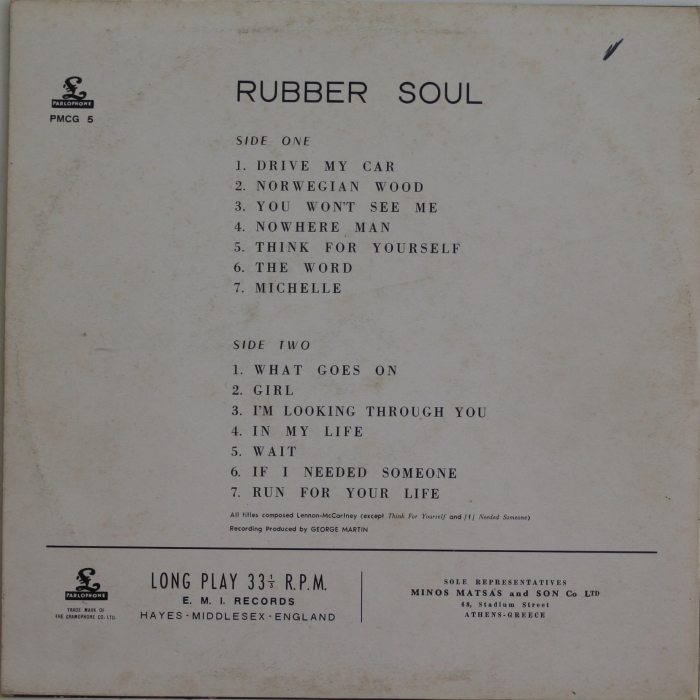 PARLOPHONE
PMCG 5
RUBBER SOUL
SIDE ONE
1. DRIVE MY CAR
2. NORWEGIAN WOOD
3. YOU WON'T SEE ME
4. NOWHERE MAN
5. THINK FOR YOURSELF
6. THE WORD
7. MICHELLE
SIDE TWO
1. WHAT GOES ON
2. GIRL
3. I'M LOOKING THROUGH YOU
4. IN MY LIFE
5. WAIT
6. IF I NEEDED SOMEONE
7. RUN FOR YOUR LIFE
All titles composed Lennon-McCartney (except Think For Yourself and [f] Needed Someone)
Recording Produced by GEORGE MARTIN
PARLOPHONE
TRADE MARK OF
THE GRAMOPHONE CO. LTD.
LONG PLAY 33⅓ R.P.M.
E. M. I. RECORDS
HAYES - MIDDLESEX - ENGLAND
SOLE REPRESENTATIVES
MINOS MATSAS and SON Co LTD
48, Stadium Street
ATHENS-GREECE